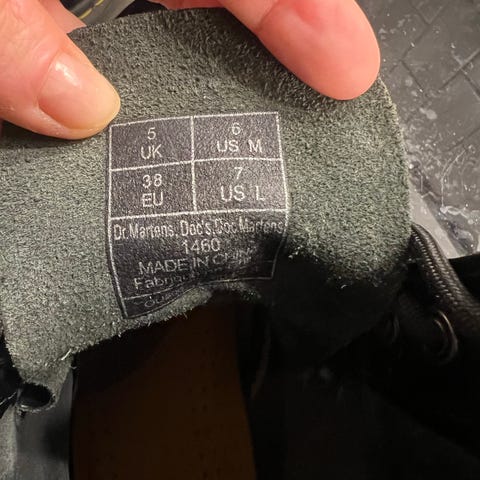 5 UK
6 US M
38 EU
7 US L
Dr.Martens, Doc's, Doc Martens
1460
MADE IN CHINA